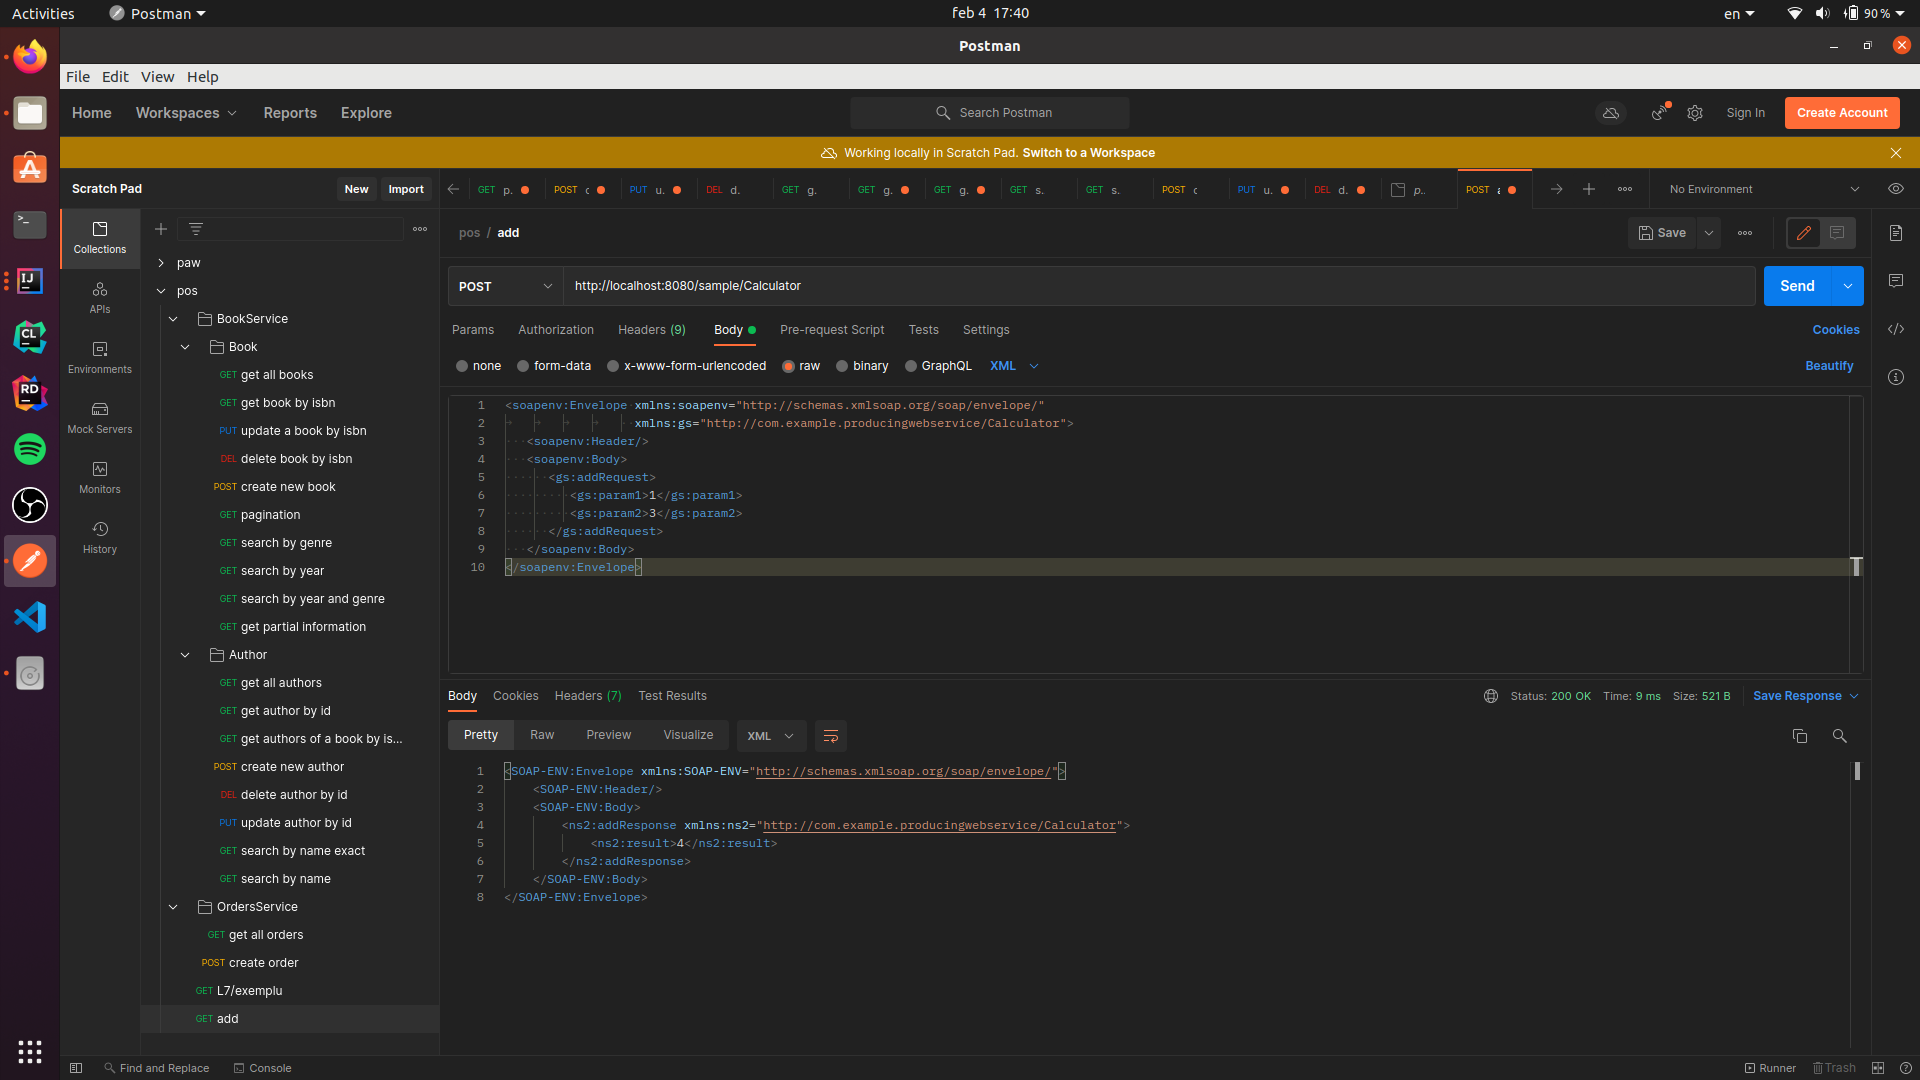 Activities
Postman
feb 4 17:40
en
90 %
Postman
File Edit View Help
Home Workspaces Reports Explore
Search Postman
Sign In
Create Account
Working locally in Scratch Pad. Switch to a Workspace
Scratch Pad
New Import
GET p.
POST c
PUT u.
DEL d.
GET g.
GET g.
GET g.
GET s.
GET s.
POST c
PUT u.
DEL d.
p..
POST
No Environment
Collections
APIs
Environments
Mock Servers
Monitors
History
paw
pos
BookService
Book
GET get all books
GET get book by isbn
PUT update a book by isbn
DEL delete book by isbn
POST create new book
GET pagination
GET search by genre
GET search by year
GET search by year and genre
GET get partial information
Author
GET get all authors
GET get author by id
GET get authors of a book by is...
POST create new author
DEL delete author by id
PUT update author by id
GET search by name exact
GET search by name
OrdersService
GET get all orders
POST create order
GET L7/exemplu
GET add
pos / add
Save
POST
http://localhost:8080/sample/Calculator
Send
Params Authorization Headers (9) Body Pre-request Script Tests Settings
Cookies
none form-data x-www-form-urlencoded raw binary GraphQL XML
Beautify
1 <soapenv:Envelope xmlns:soapenv="http://schemas.xmlsoap.org/soap/envelope/"
2 xmlns:gs="http://com.example.producingwebservice/Calculator">
3 <soapenv:Header/>
4 <soapenv:Body>
5 <gs:addRequest>
6 <gs:param1>1</gs:param1>
7 <gs:param2>3</gs:param2>
8 </gs:addRequest>
9 </soapenv:Body>
10 </soapenv:Envelope>
Body Cookies Headers (7) Test Results
Status: 200 OK Time: 9 ms Size: 521 B
Save Response
Pretty Raw Preview Visualize XML
1 <SOAP-ENV:Envelope xmlns:SOAP-ENV="http://schemas.xmlsoap.org/soap/envelope/">
2 <SOAP-ENV:Header/>
3 <SOAP-ENV:Body>
4 <ns2:addResponse xmlns:ns2="http://com.example.producingwebservice/Calculator">
5 <ns2:result>4</ns2:result>
6 </ns2:addResponse>
7 </SOAP-ENV:Body>
8 </SOAP-ENV:Envelope>
Find and Replace
Console
Runner
Trash